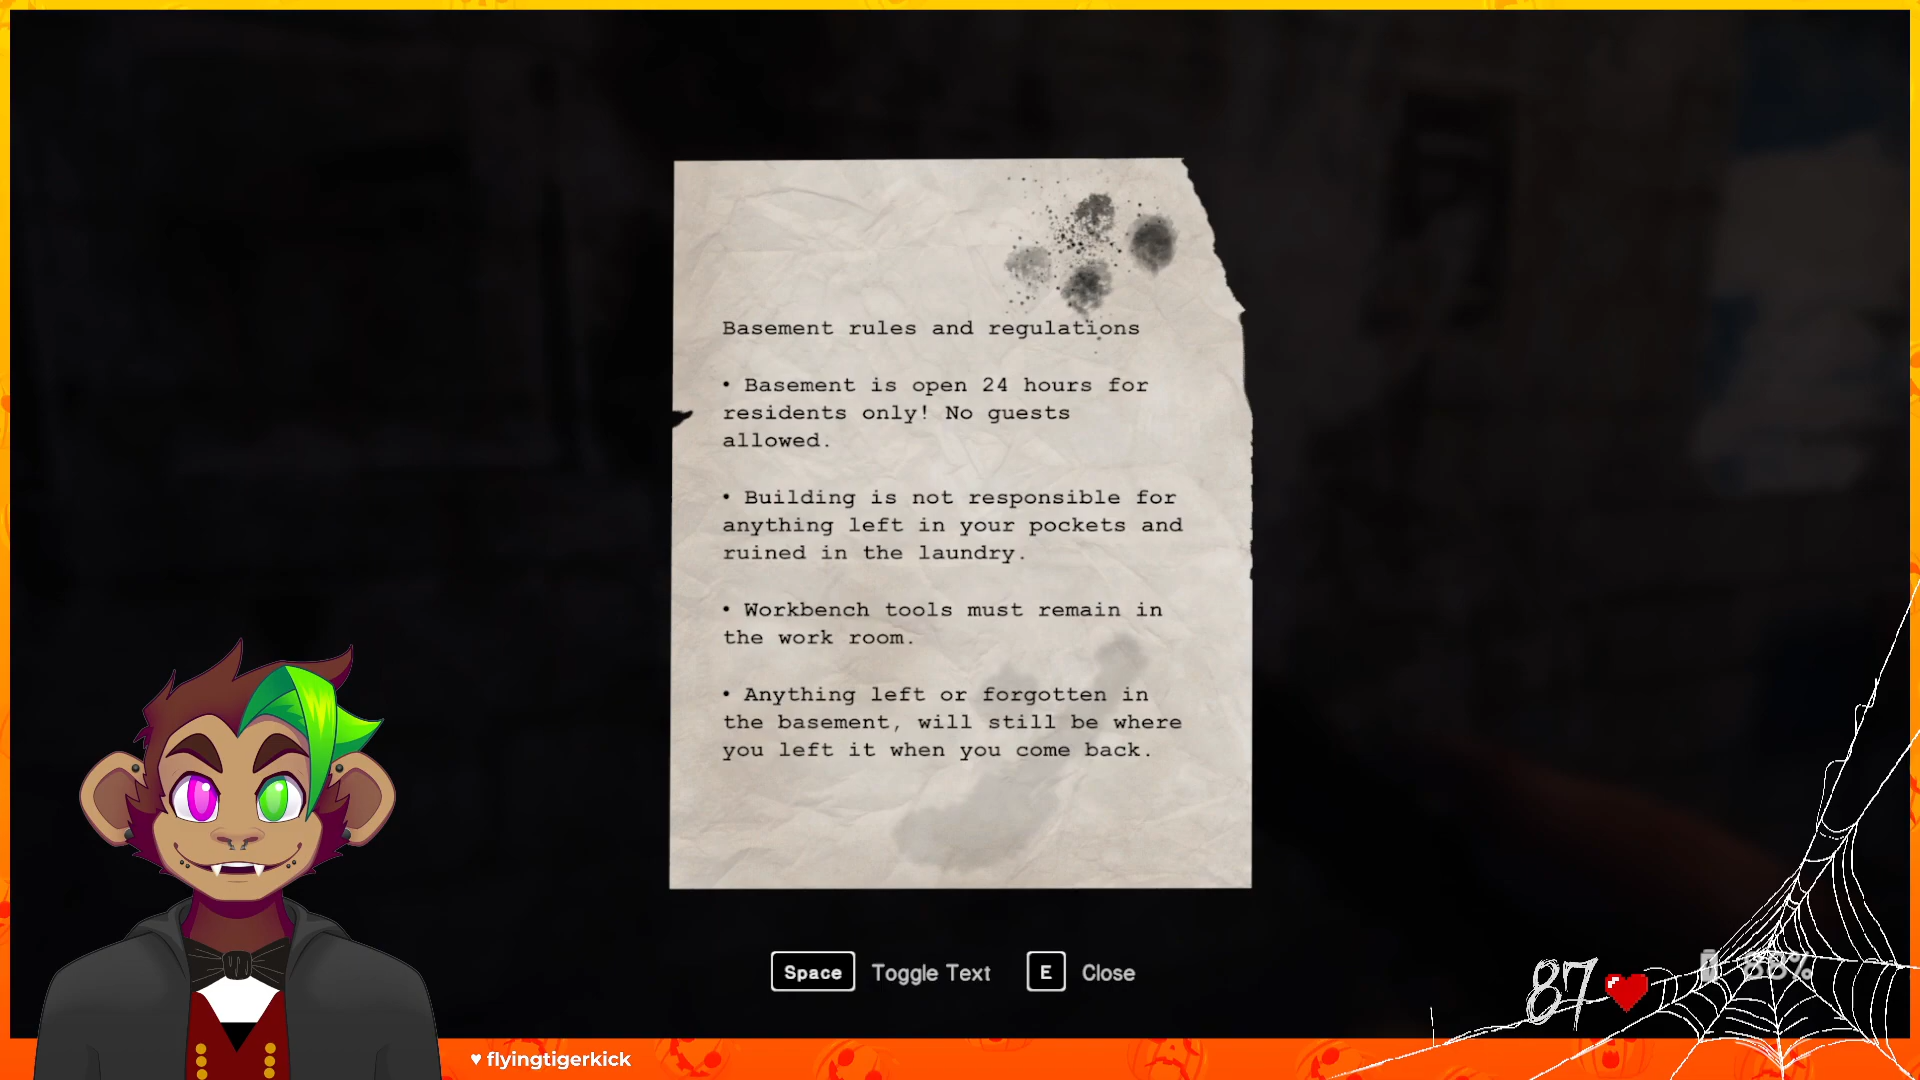 Basement rules and regulations
• Basement is open 24 hours for
residents only! No guests
allowed.
• Building is not responsible for
anything left in your pockets and
ruined in the laundry.
• Workbench tools must remain in
the work room.
• Anything left or forgotten in
the basement, will still be where
you left it when you come back.
Space Toggle Text E Close
87
88%
♥ flyingtigerkick